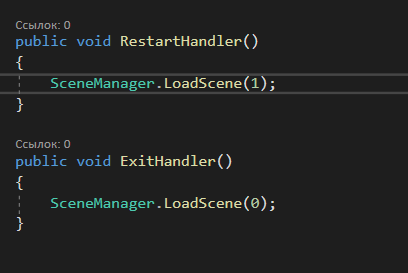 Ссылок: 0
public void RestartHandler()
{
SceneManager.LoadScene(1);
}
Ссылок: 0
public void ExitHandler()
{
SceneManager.LoadScene(0);
}